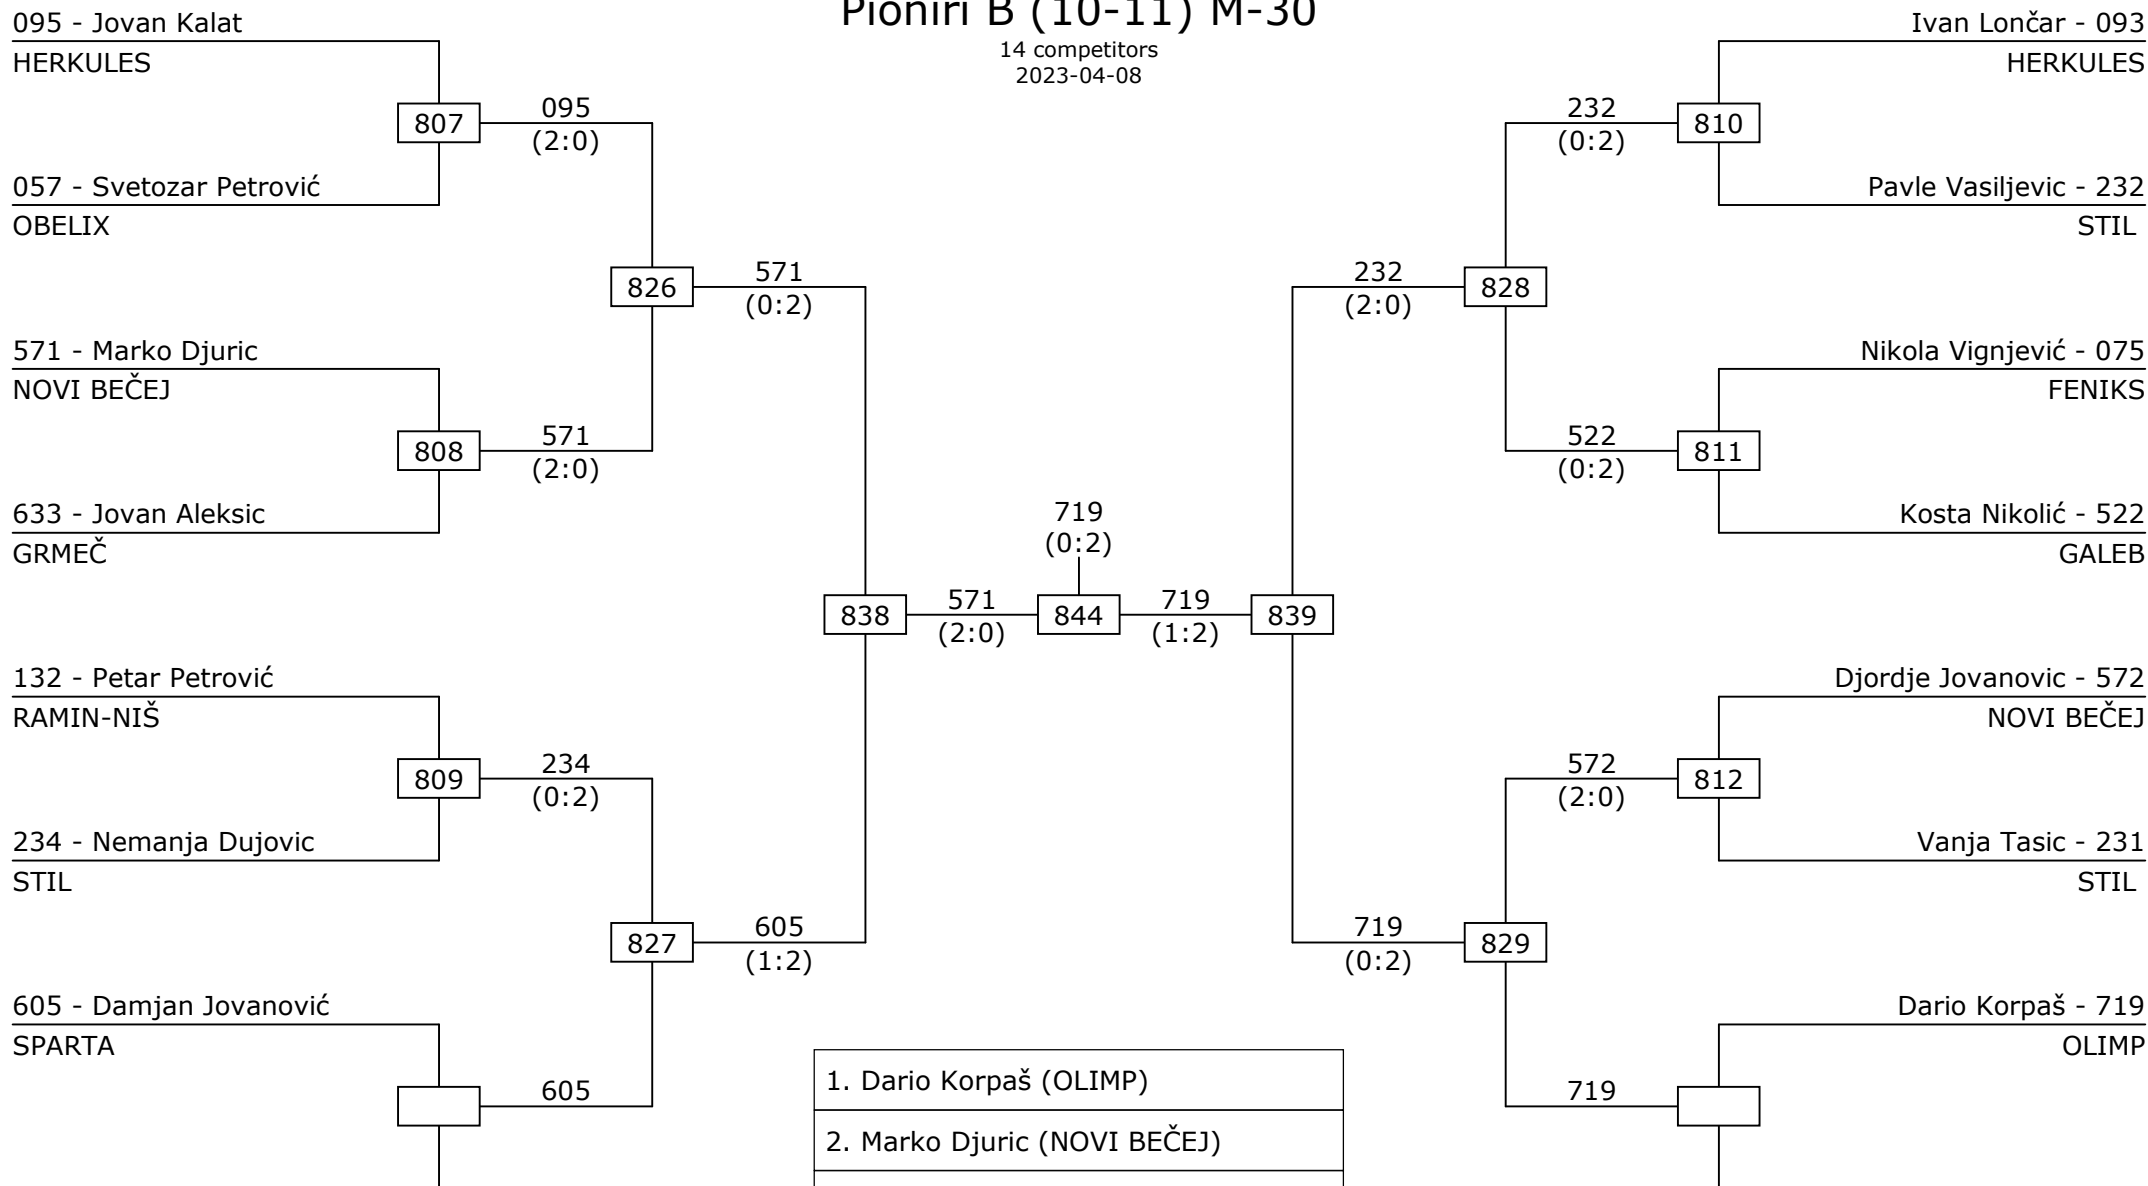 Pioniri B (10-11) M-30
14 competitors
2023-04-08
095 - Jovan Kalat
HERKULES
807
095
(2:0)
057 - Svetozar Petrović
OBELIX
826
571
(0:2)
571 - Marko Djuric
NOVI BEČEJ
808
571
(2:0)
633 - Jovan Aleksic
GRMEČ
838
571
(2:0)
132 - Petar Petrović
RAMIN-NIŠ
809
234
(0:2)
234 - Nemanja Dujovic
STIL
827
605
(1:2)
605 - Damjan Jovanović
SPARTA
605
719
(0:2)
844
719
(1:2)
839
Ivan Lončar - 093
HERKULES
232
(0:2)
810
Pavle Vasiljevic - 232
STIL
232
(2:0)
828
Nikola Vignjević - 075
FENIKS
522
(0:2)
811
Kosta Nikolić - 522
GALEB
Djordje Jovanovic - 572
NOVI BEČEJ
572
(2:0)
812
Vanja Tasic - 231
STIL
719
(0:2)
829
Dario Korpaš - 719
OLIMP
719
1. Dario Korpaš (OLIMP)
2. Marko Djuric (NOVI BEČEJ)